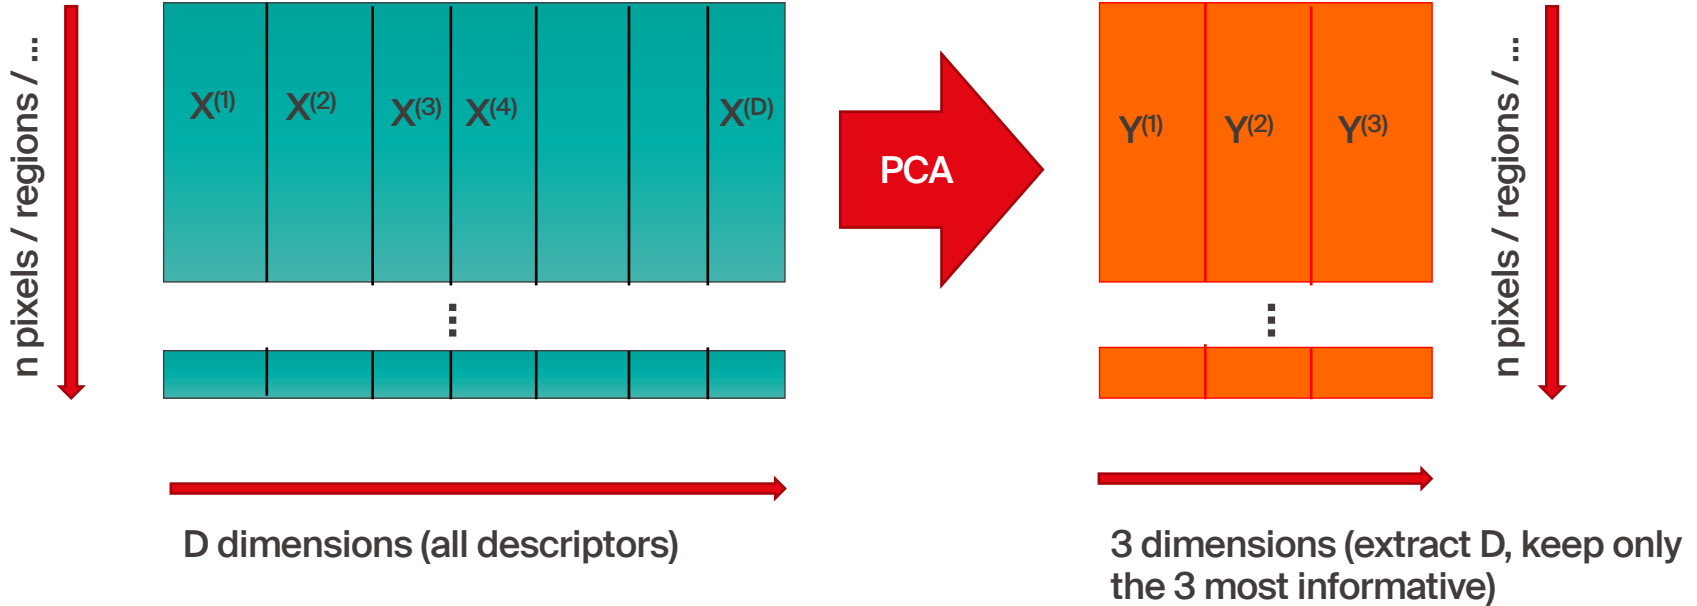 n pixels / regions / ...
X(1) X(2) X(3) X(4) X(D)
PCA
Y(1) Y(2) Y(3)
n pixels / regions / ...
...
...
D dimensions (all descriptors)
3 dimensions (extract D, keep only
the 3 most informative)